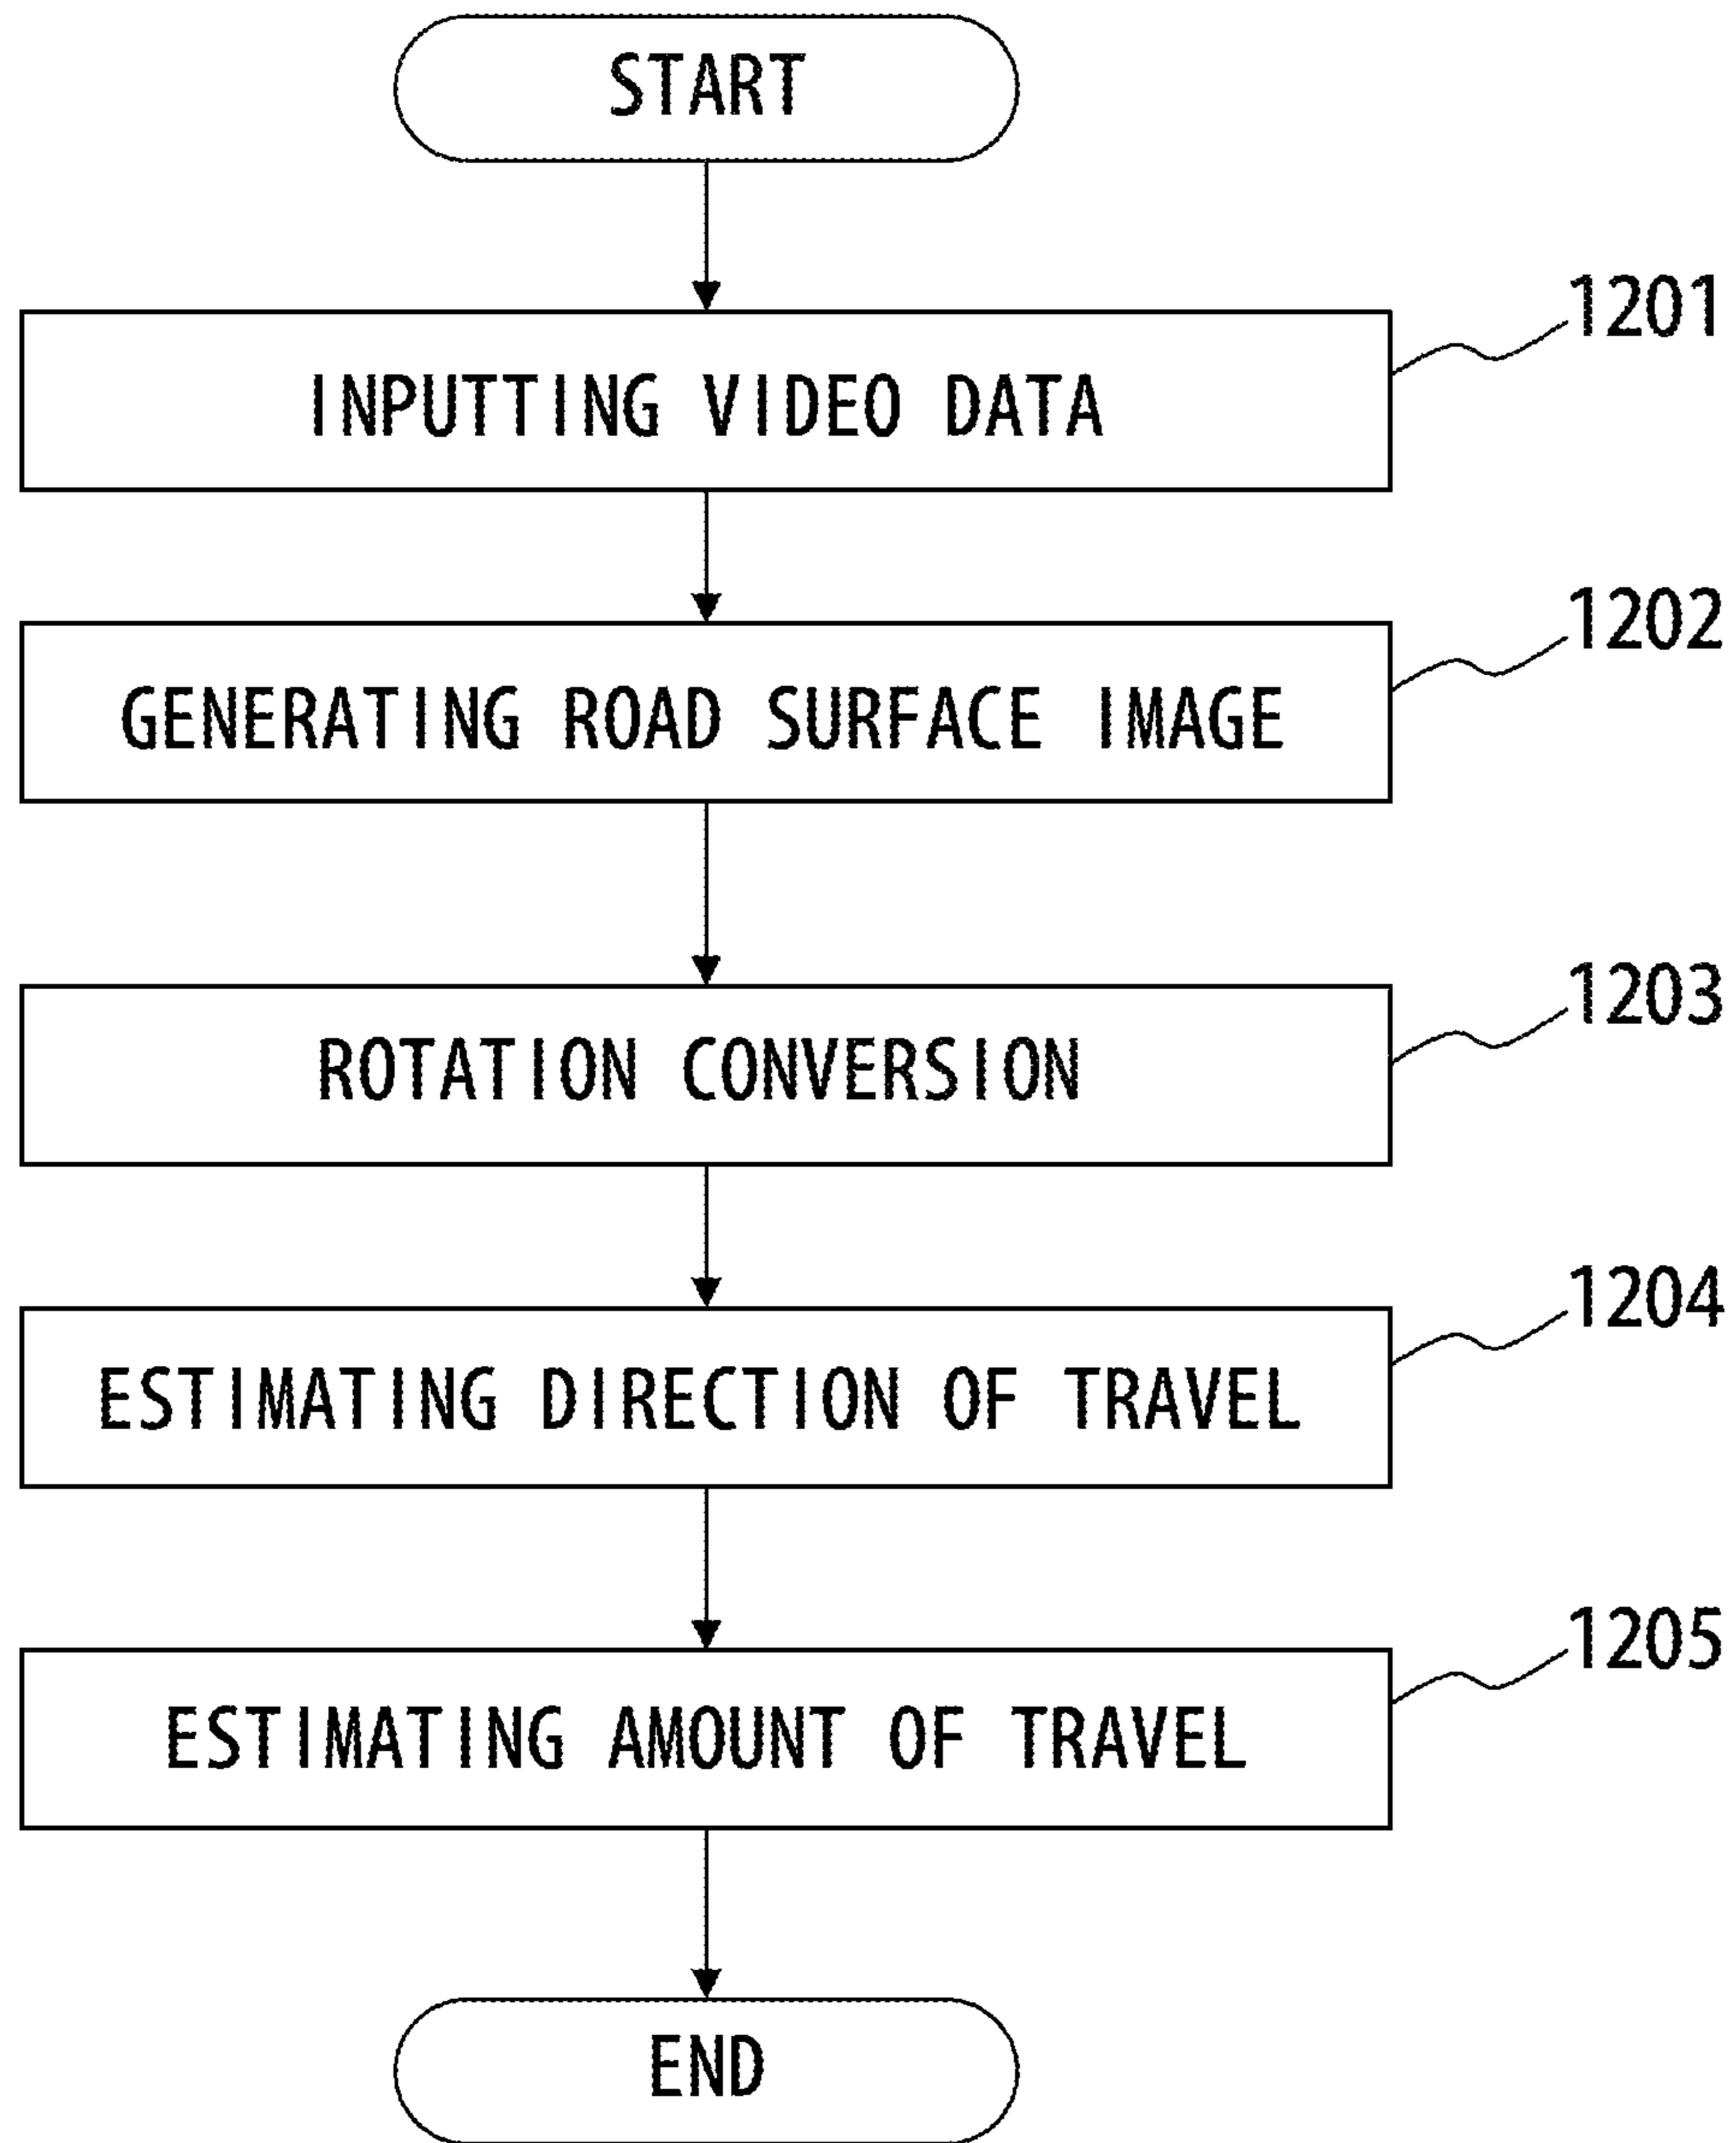 START
INPUTTING VIDEO DATA
1201
GENERATING ROAD SURFACE IMAGE
1202
ROTATION CONVERSION
1203
ESTIMATING DIRECTION OF TRAVEL
1204
ESTIMATING AMOUNT OF TRAVEL
1205
END